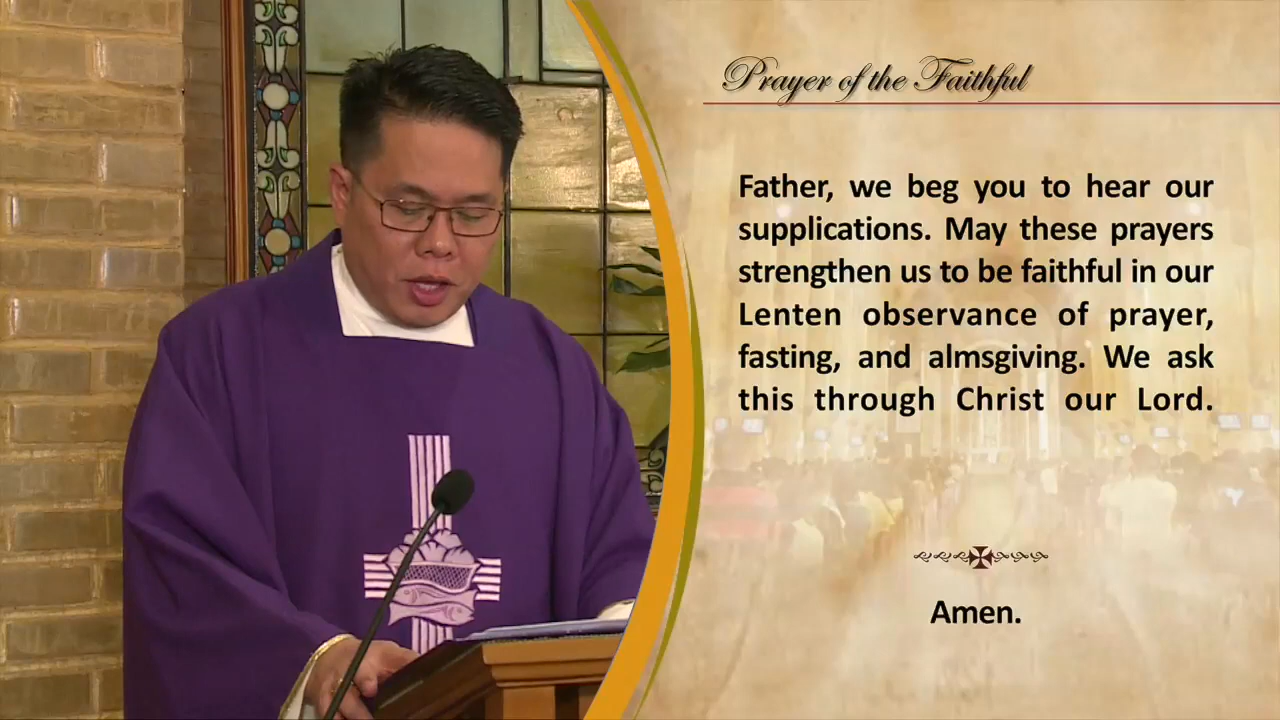 Prayer of the Faithful
Father, we beg you to hear our
supplications. May these prayers
strengthen us to be faithful in our
Lenten observance of prayer,
fasting, and almsgiving. We ask
this through Christ our Lord.
Amen.